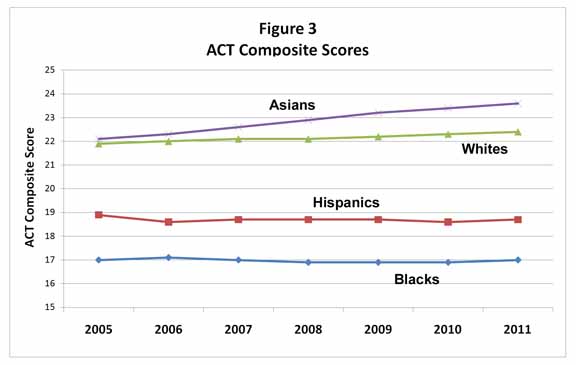 Figure 3
ACT Composite Scores
25
24
23
22
21
20
19
18
17
16
15
ACT Composite Score
Asians
Whites
Hispanics
Blacks
2005 2006 2007 2008 2009 2010 2011